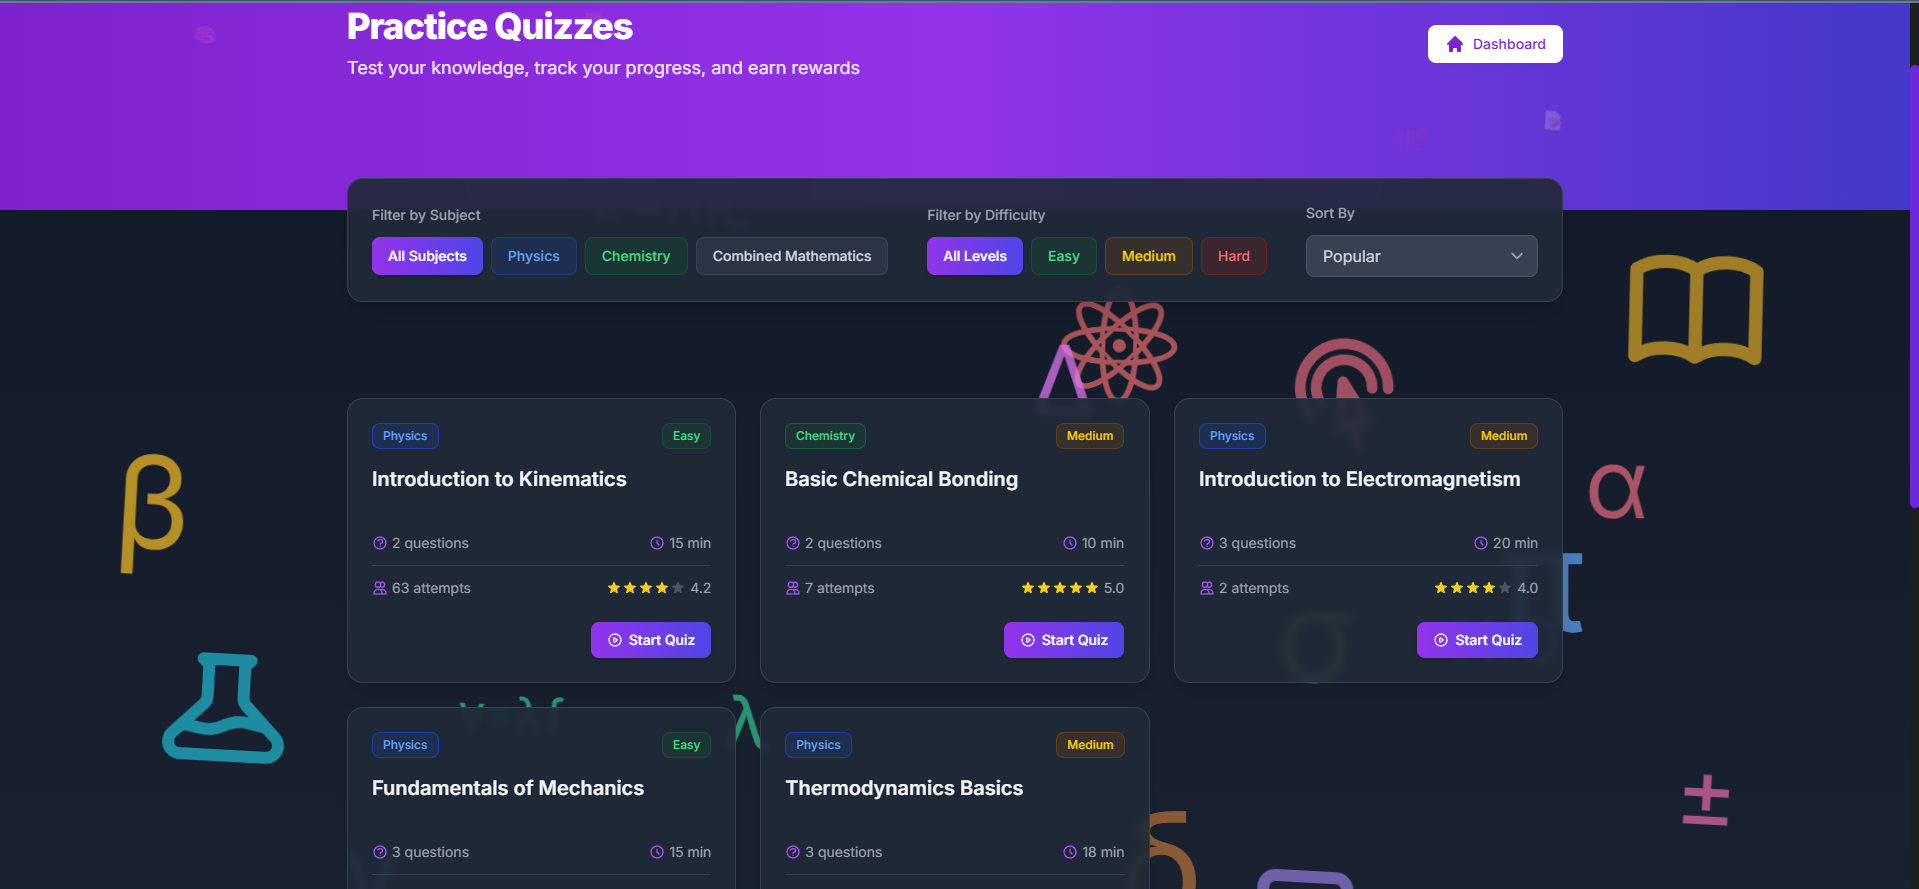 Practice Quizzes
Test your knowledge, track your progress, and earn rewards
Dashboard
Filter by Subject
All Subjects
Physics
Chemistry
Combined Mathematics
Filter by Difficulty
All Levels
Easy
Medium
Hard
Sort By
Popular
Δ
β
α
π
σ
λ
δ
±
Physics
Easy
Introduction to Kinematics
2 questions
15 min
63 attempts
4.2
Start Quiz
Chemistry
Medium
Basic Chemical Bonding
2 questions
10 min
7 attempts
5.0
Start Quiz
Physics
Medium
Introduction to Electromagnetism
3 questions
20 min
2 attempts
4.0
Start Quiz
Physics
Easy
Fundamentals of Mechanics
3 questions
15 min
Physics
Medium
Thermodynamics Basics
3 questions
18 min